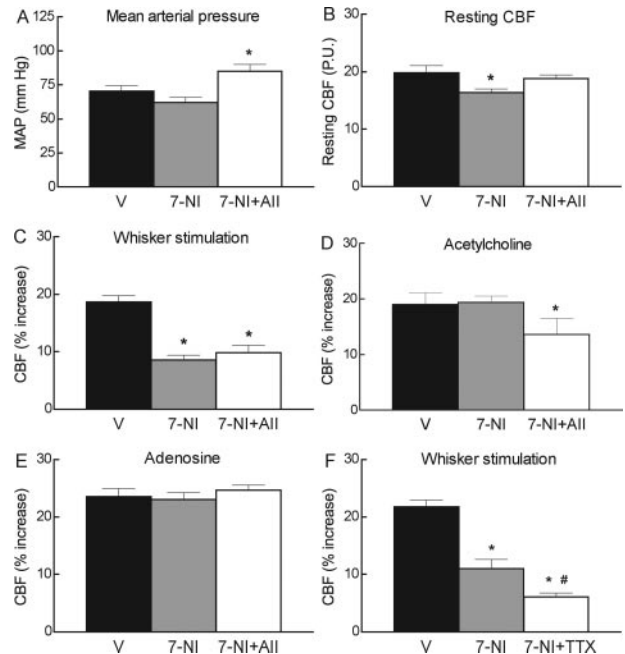 A Mean arterial pressure
MAP (mm Hg)
125
100
75
50
25
0
*
V 7-NI 7-NI+AII
B Resting CBF
Resting CBF (P.U.)
30
20
10
0
*
V 7-NI 7-NI+AII
C Whisker stimulation
CBF (% increase)
30
20
10
0
* *
V 7-NI 7-NI+AII
D Acetylcholine
CBF (% increase)
30
20
10
0
*
V 7-NI 7-NI+AII
E Adenosine
CBF (% increase)
30
20
10
0
V 7-NI 7-NI+AII
F Whisker stimulation
CBF (% increase)
30
20
10
0
*
* #
V 7-NI 7-NI+TTX